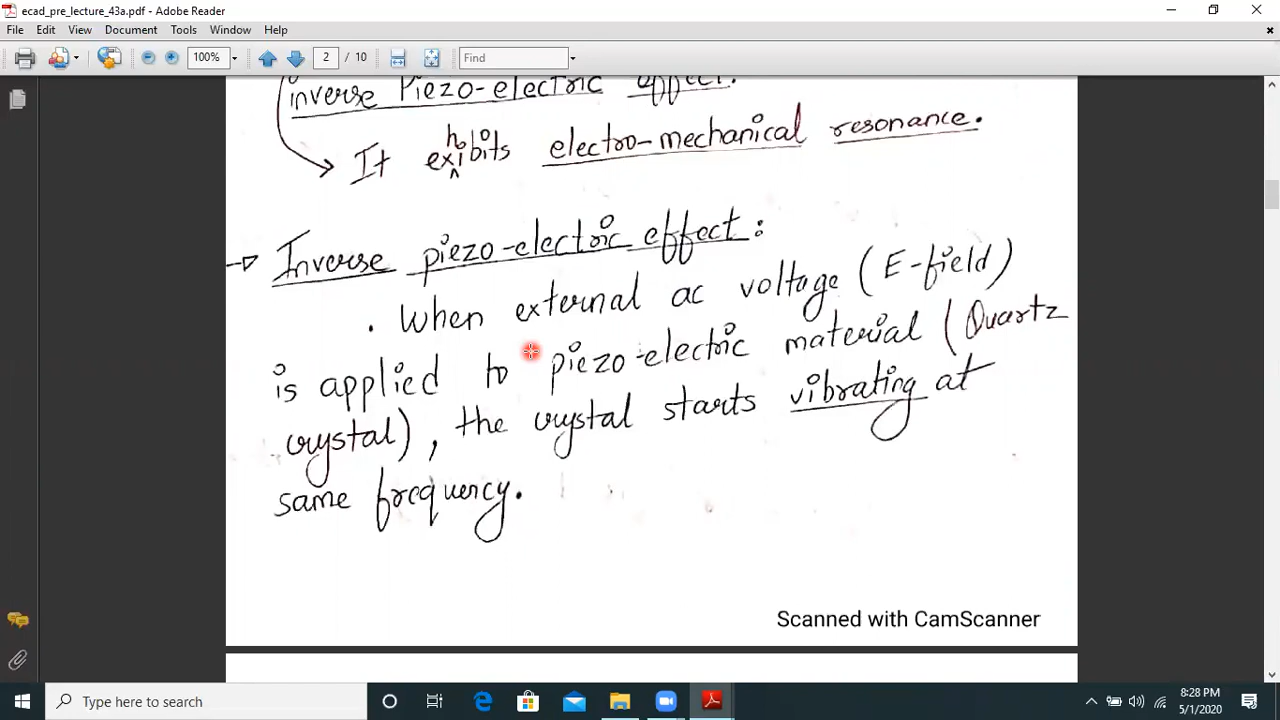 ecad_pre_lecture_43a.pdf - Adobe Reader
File Edit View Document Tools Window Help
100% 2 / 10 Find
inverse Piezo-electric effect.
It exhibits electro-mechanical resonance.
Inverse piezo-electric effect:
. When external ac voltage (E-field)
is applied to piezo-electric material (Quartz
crystal), the crystal starts vibrating at
same frequency.
Scanned with CamScanner
Type here to search
8:28 PM
5/1/2020